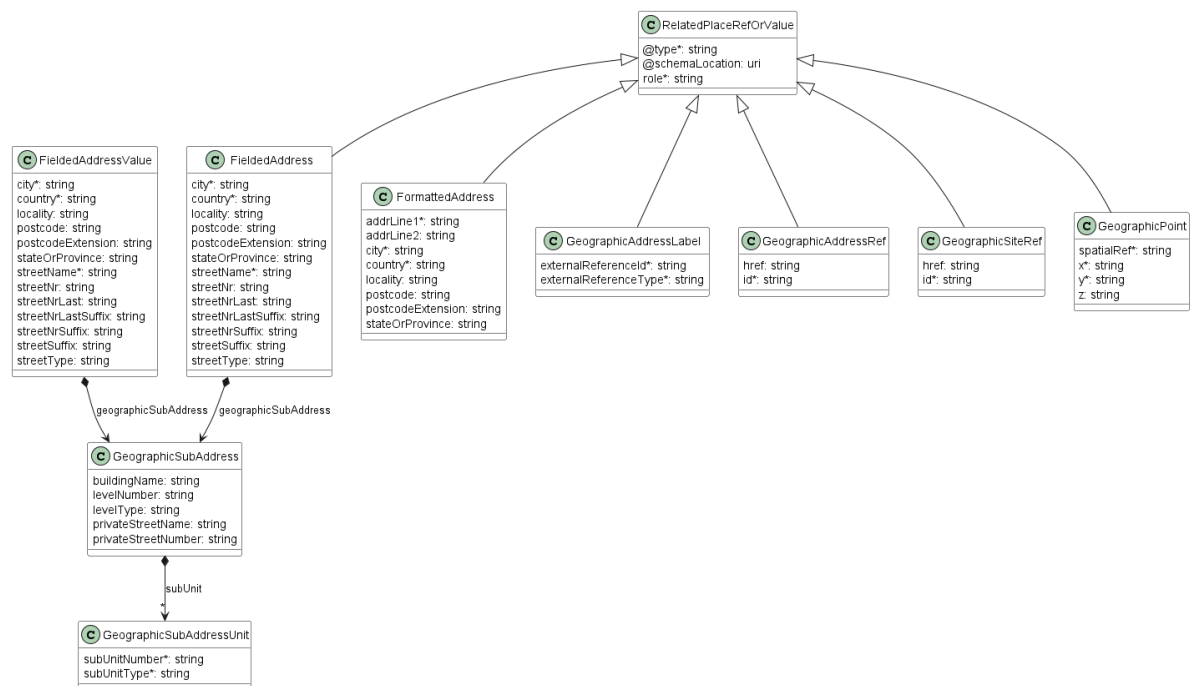 C RelatedPlaceRefOrValue
@type*: string
@schemaLocation: uri
role*: string
C FieldedAddressValue
city*: string
country*: string
locality: string
postcode: string
postcodeExtension: string
stateOrProvince: string
streetName*: string
streetNr: string
streetNrLast: string
streetNrLastSuffix: string
streetNrSuffix: string
streetSuffix: string
streetType: string
C FieldedAddress
city*: string
country*: string
locality: string
postcode: string
postcodeExtension: string
stateOrProvince: string
streetName*: string
streetNr: string
streetNrLast: string
streetNrLastSuffix: string
streetNrSuffix: string
streetSuffix: string
streetType: string
C FormattedAddress
addrLine1*: string
addrLine2: string
city*: string
country*: string
locality: string
postcode: string
postcodeExtension: string
stateOrProvince: string
C GeographicAddressLabel
externalReferenceId*: string
externalReferenceType*: string
C GeographicAddressRef
href: string
id*: string
C GeographicSiteRef
href: string
id*: string
C GeographicPoint
spatialRef*: string
x*: string
y*: string
z: string
geographicSubAddress
geographicSubAddress
C GeographicSubAddress
buildingName: string
levelNumber: string
levelType: string
privateStreetName: string
privateStreetNumber: string
subUnit
*
C GeographicSubAddressUnit
subUnitNumber*: string
subUnitType*: string